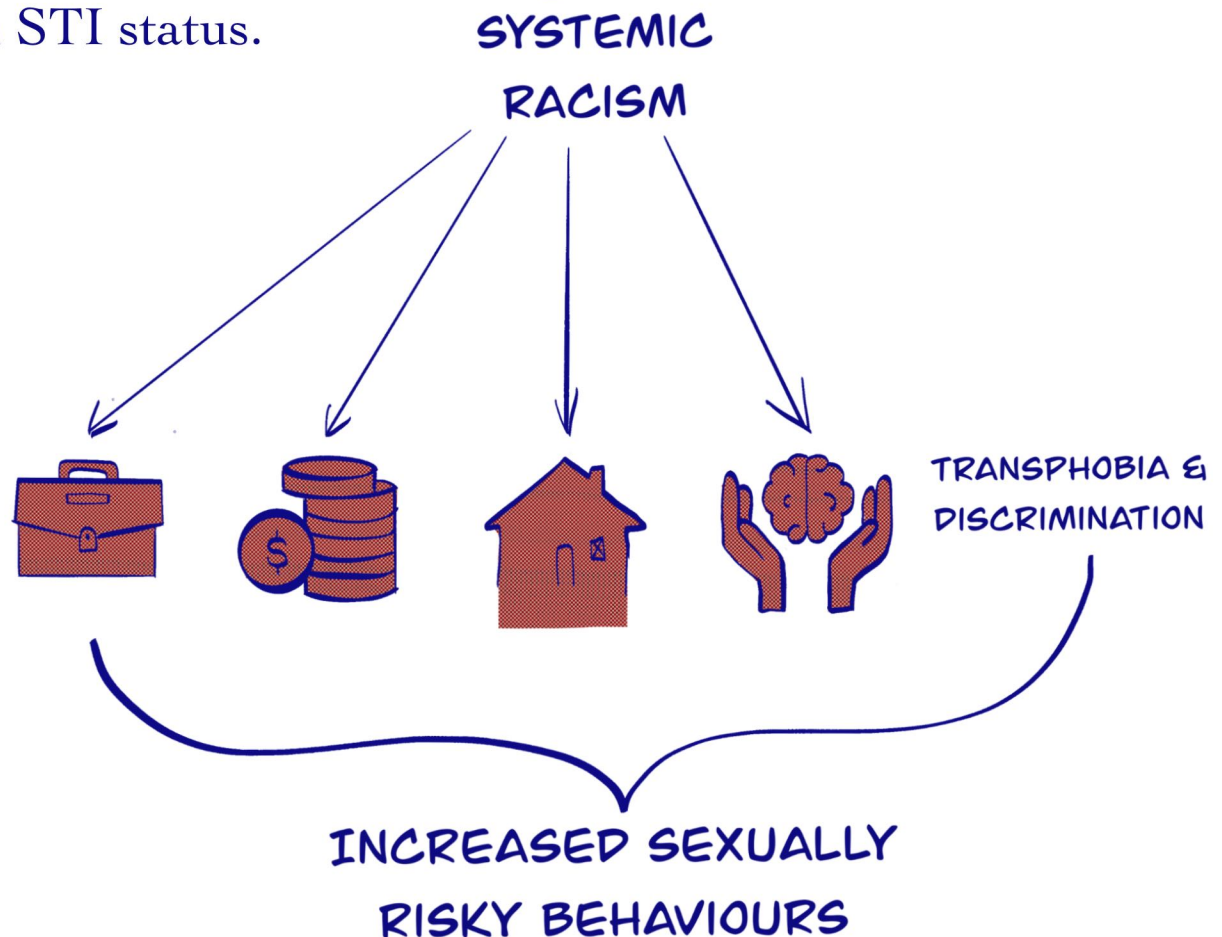 STI status.
SYSTEMIC
RACISM
$
TRANSPHOBIA &
DISCRIMINATION
INCREASED SEXUALLY
RISKY BEHAVIOURS